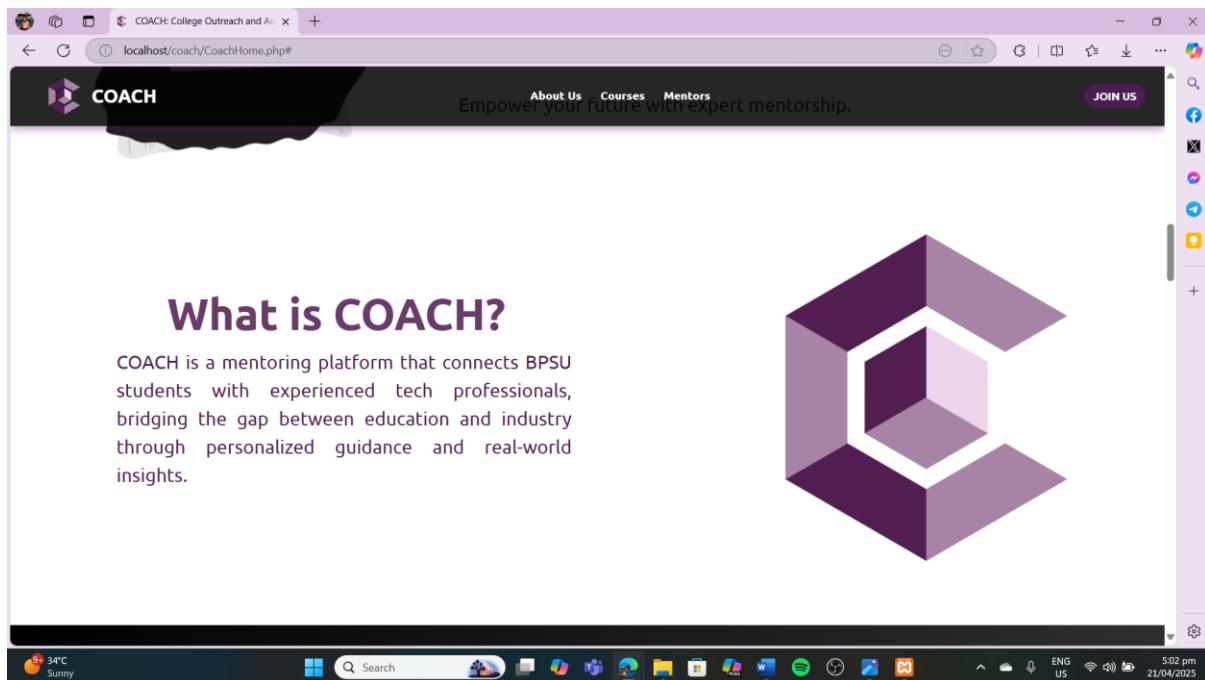 COACH: College Outreach and Ac
localhost/coach/CoachHome.php#
COACH
About Us Courses Mentors
JOIN US
Empower your future with expert mentorship.
What is COACH?
COACH is a mentoring platform that connects BPSU
students with experienced tech professionals,
bridging the gap between education and industry
through personalized guidance and real-world
insights.
9+
34°C
Sunny
Search
ENG
US
5:02 pm
21/04/2025